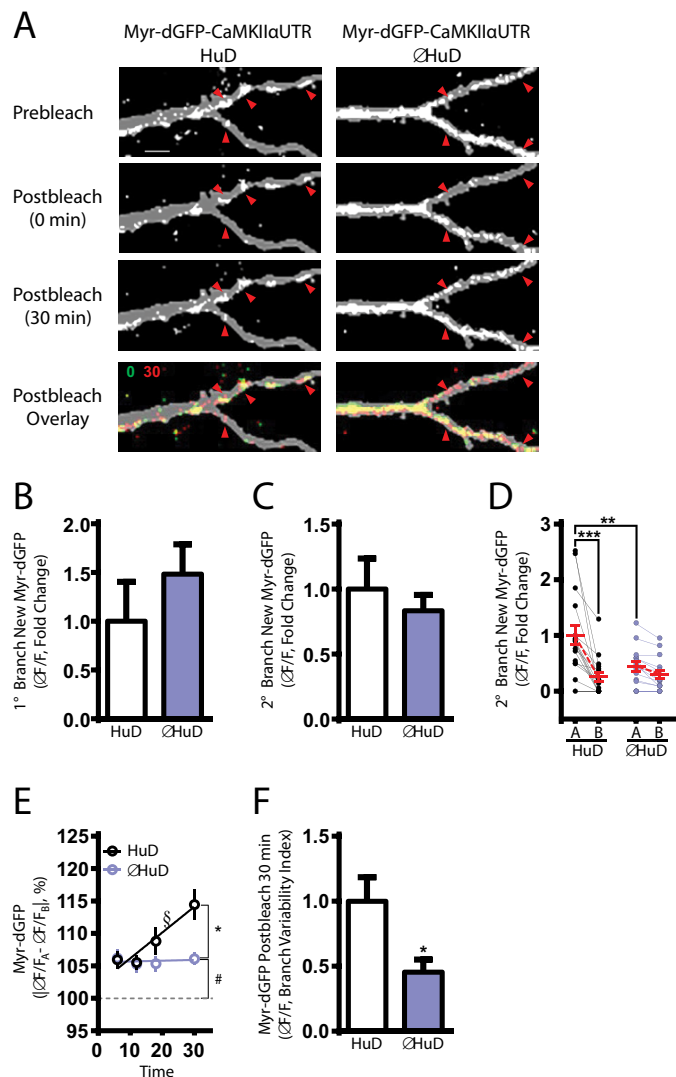 A
Myr-dGFP-CaMKIIαUTR
HuD
Myr-dGFP-CaMKIIαUTR
∅HuD
Prebleach
Postbleach
(0 min)
Postbleach
(30 min)
Postbleach
Overlay
0 30
B
1° Branch New Myr-dGFP
(∅F/F, Fold Change)
2.0
1.5
1.0
0.5
0.0
HuD
∅HuD
C
2° Branch New Myr-dGFP
(∅F/F, Fold Change)
1.5
1.0
0.5
0.0
HuD
∅HuD
D
2° Branch New Myr-dGFP
(∅F/F, Fold Change)
3
2
1
0
**
***
A B A B
HuD ∅HuD
E
Myr-dGFP
(|∅F/F_A - ∅F/F_B|, %)
125
120
115
110
105
100
95
HuD
∅HuD
§
*
#
0 10 20 30
Time
F
Myr-dGFP Postbleach 30 min
(∅F/F, Branch Variability Index)
1.5
1.0
0.5
0.0
*
HuD
∅HuD